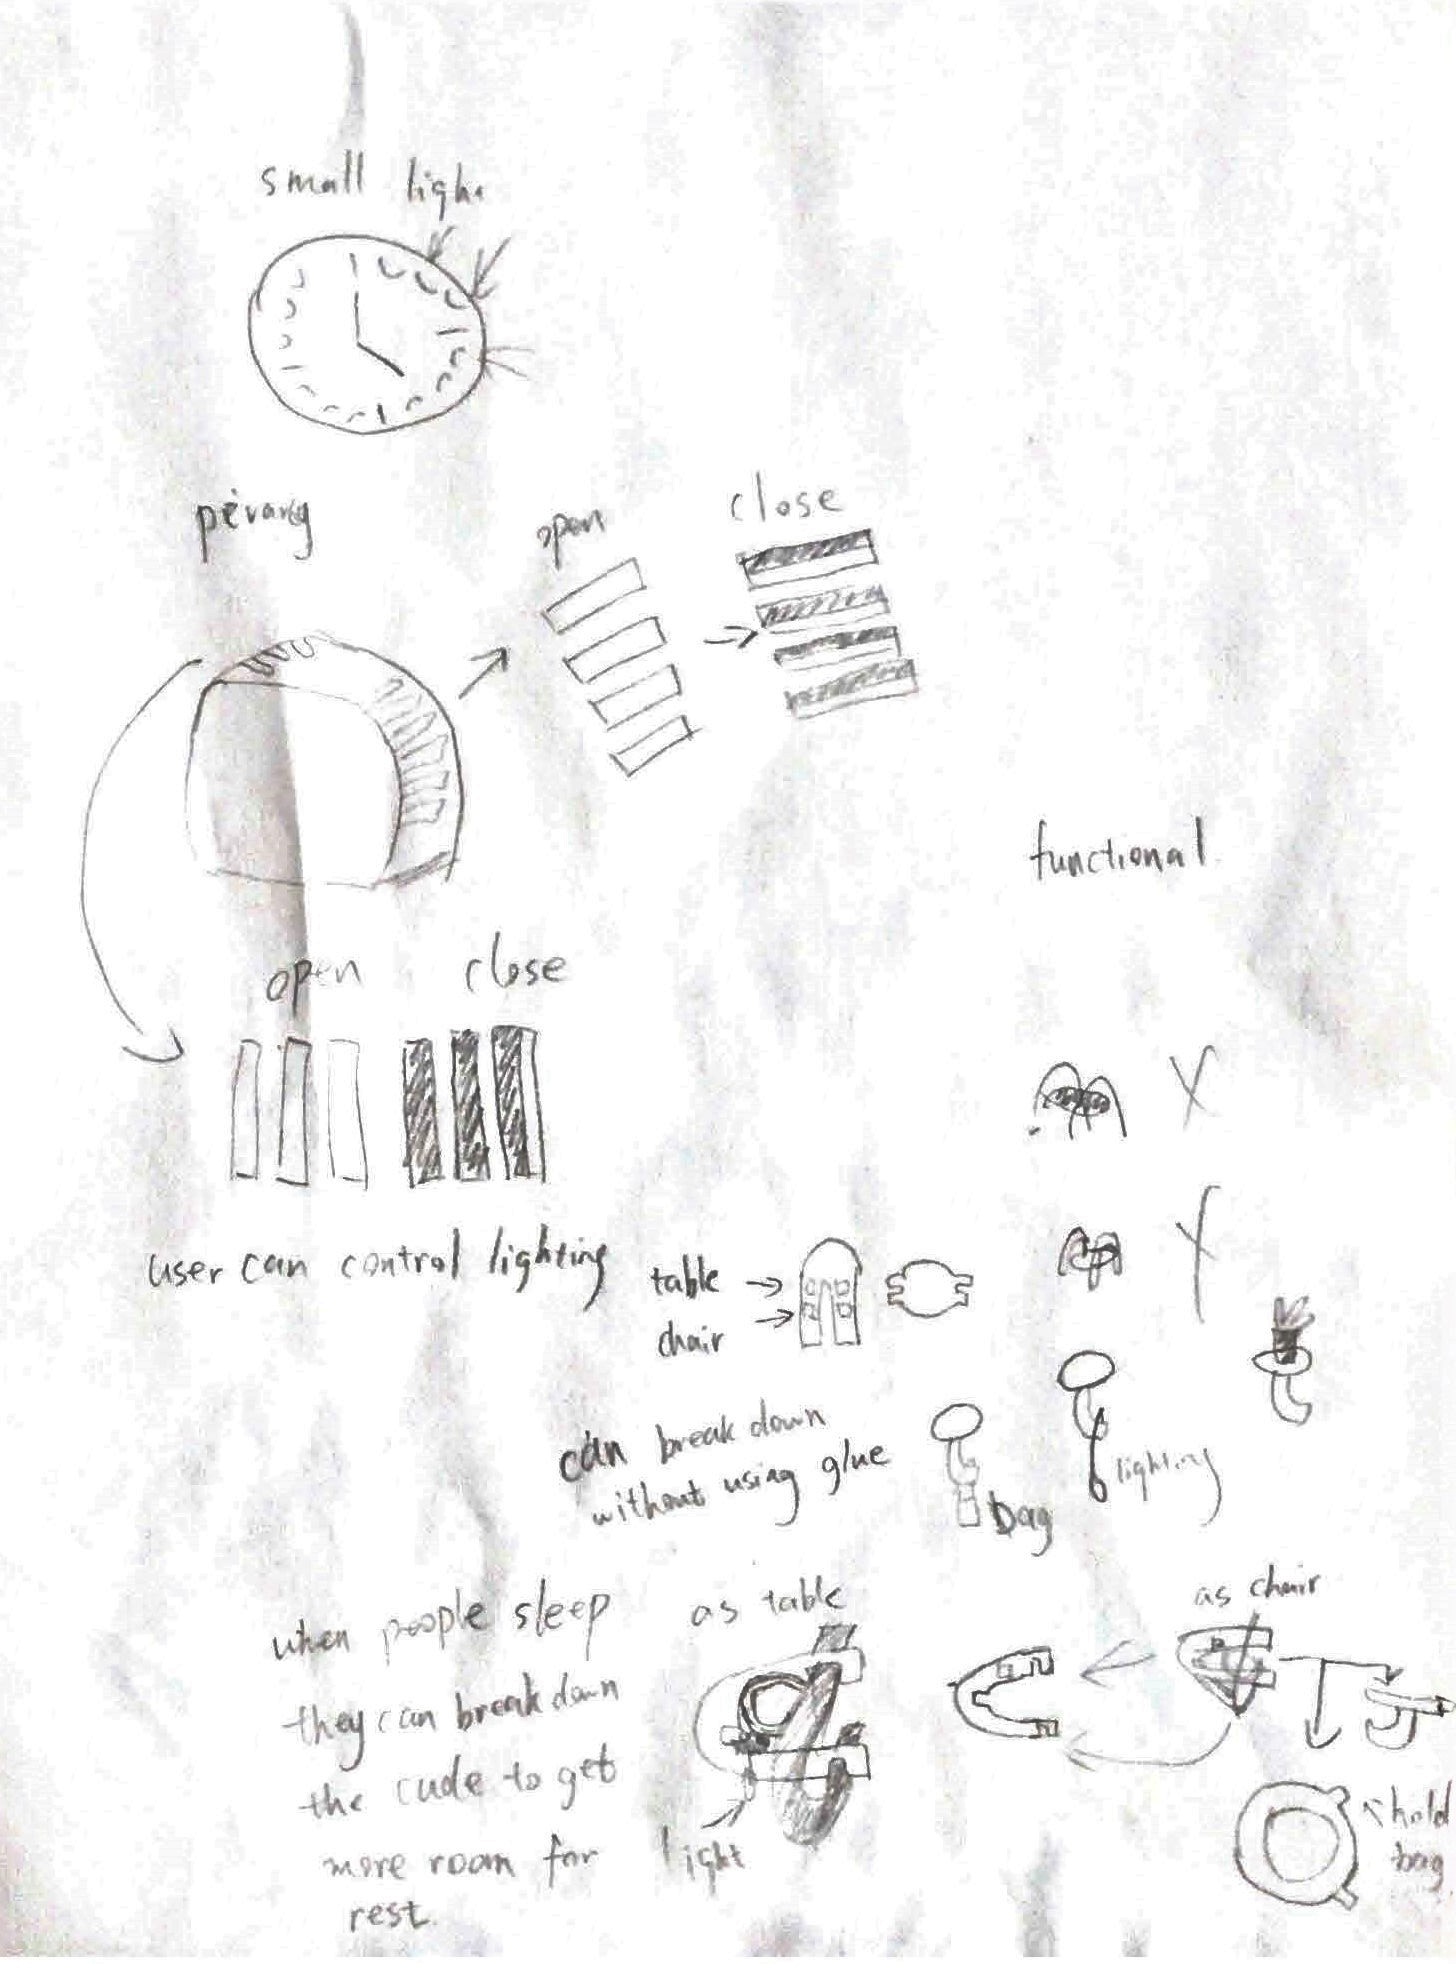 small ligh
open
close
functional
open close
user can control lighting
table
chair
can break down
without using glue
lighting
bag
as chair
as table
when people sleep
they can break down
the cude to get
more room for
rest.
light
hold
bag